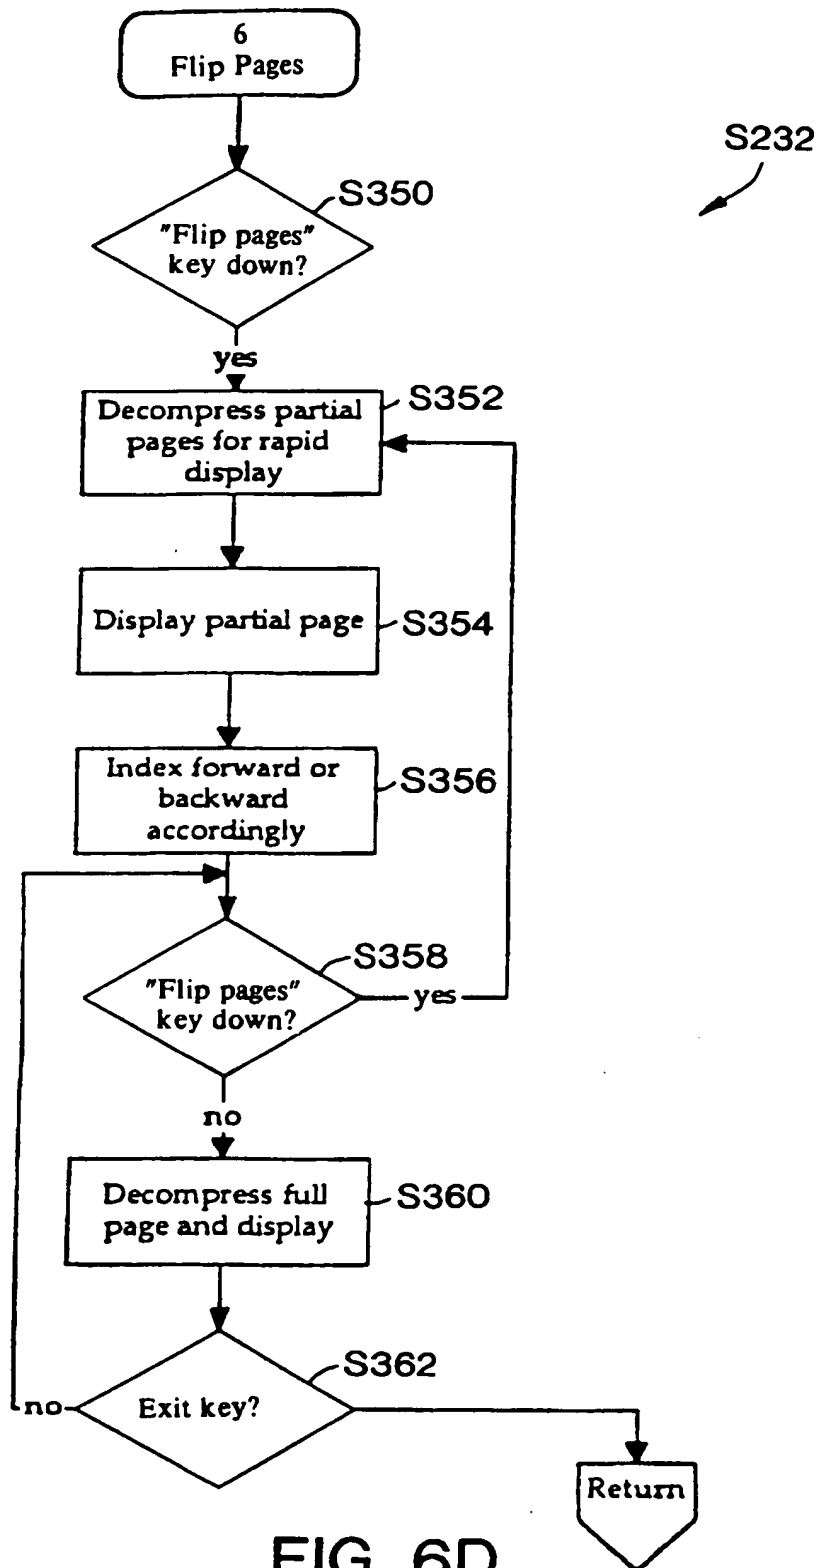 6
Flip Pages
S232
S350
"Flip pages"
key down?
yes
S352
Decompress partial
pages for rapid
display
Display partial page
S354
Index forward or
backward
accordingly
S356
S358
"Flip pages"
key down?
yes
no
Decompress full
page and display
S360
S362
Exit key?
no
Return
FIG. 6D